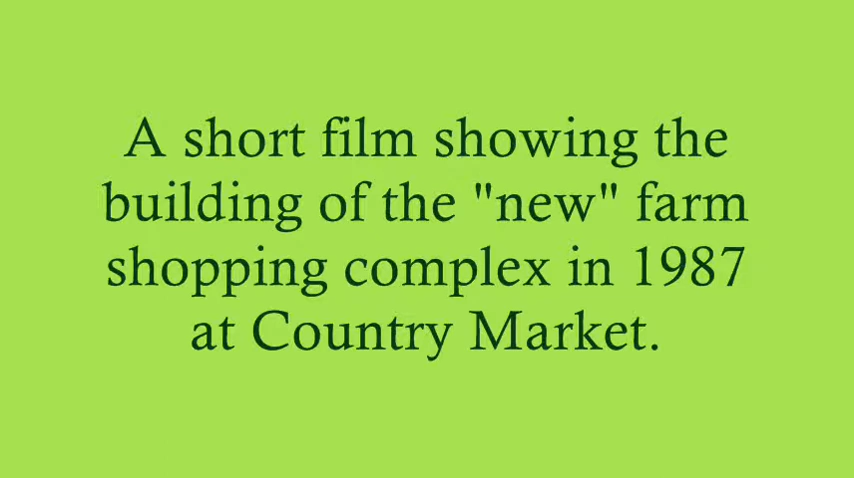 A short film showing the
building of the "new" farm
shopping complex in 1987
at Country Market.